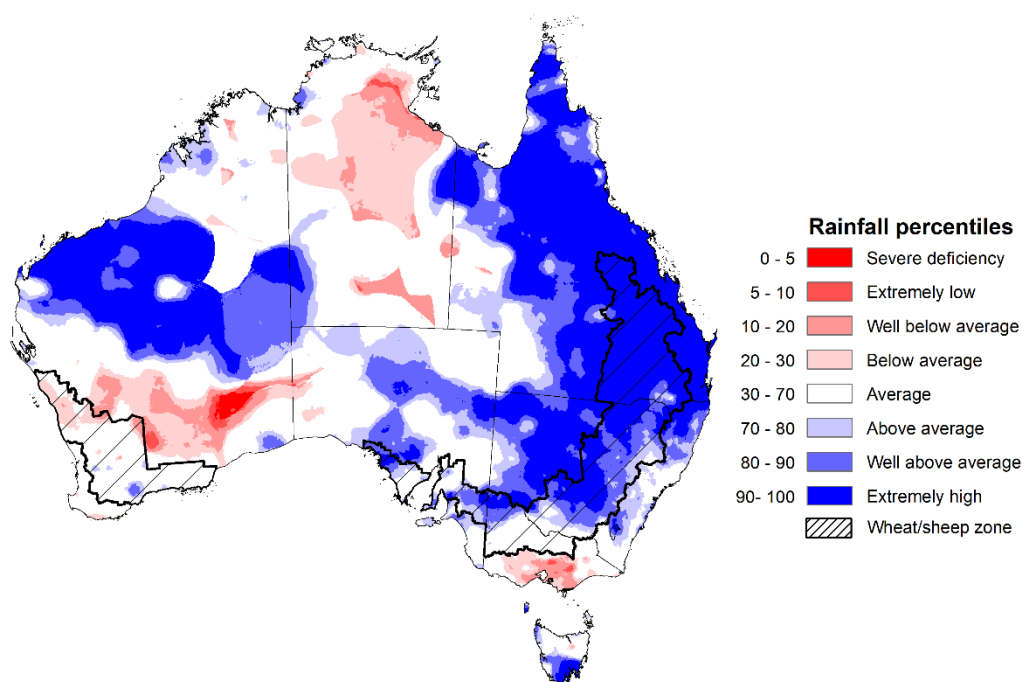 Rainfall percentiles
0 - 5 Severe deficiency
5 - 10 Extremely low
10 - 20 Well below average
20 - 30 Below average
30 - 70 Average
70 - 80 Above average
80 - 90 Well above average
90- 100 Extremely high
Wheat/sheep zone